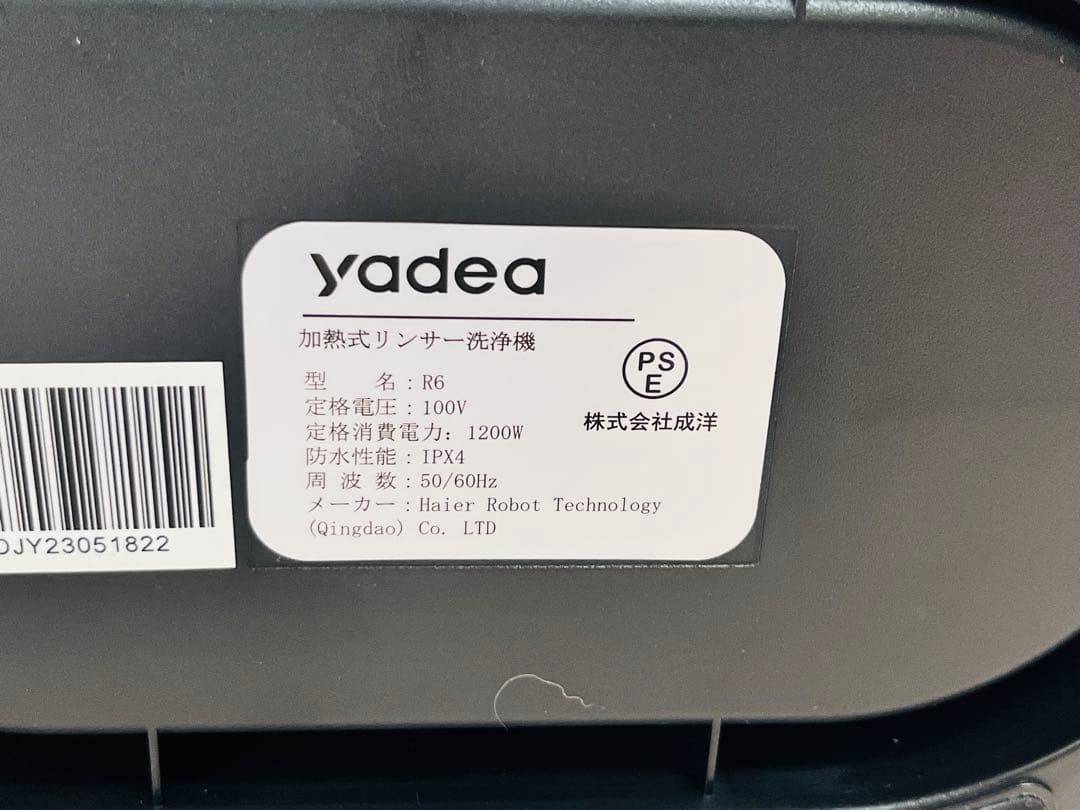 yadea
加熱式リンサー洗浄機
型　　名：R6
定格電圧：100V
定格消費電力：1200W
防水性能：IPX4
周 波 数：50/60Hz
メーカー：Haier Robot Technology
(Qingdao) Co. LTD
PS
E
株式会社成洋
DJY23051822